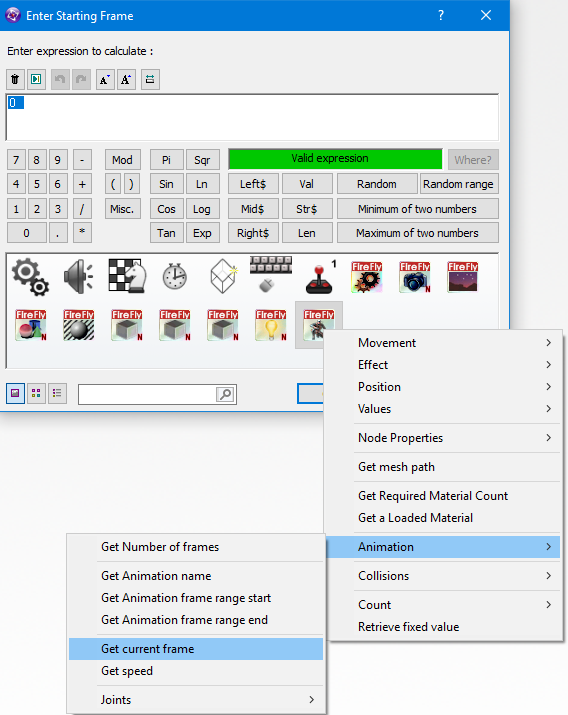 Enter Starting Frame ?
Enter expression to calculate :
A A
0
7 8 9 - Mod Pi Sqr Valid expression Where?
4 5 6 + ( ) Sin Ln Left$ Val Random Random range
1 2 3 / Misc. Cos Log Mid$ Str$ Minimum of two numbers
0 . * Tan Exp Right$ Len Maximum of two numbers
1 FireFly FireFly N FireFly
FireFly N FireFly FireFly N FireFly N FireFly N FireFly N FireFly N
Movement
Effect
Position
Values
Node Properties
Get mesh path
Get Required Material Count
Get a Loaded Material
Animation
Collisions
Count
Retrieve fixed value
Get Number of frames
Get Animation name
Get Animation frame range start
Get Animation frame range end
Get current frame
Get speed
Joints